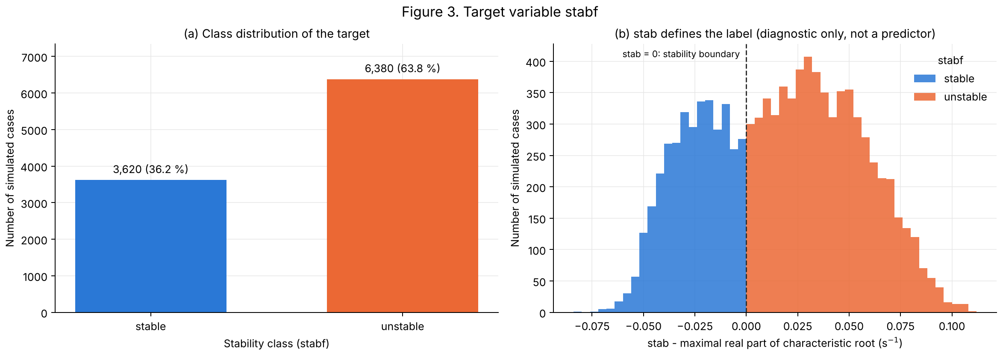 Figure 3. Target variable stabf
(a) Class distribution of the target
Number of simulated cases
7000
6000
5000
4000
3000
2000
1000
0
3,620 (36.2 %)
6,380 (63.8 %)
stable
unstable
Stability class (stabf)
(b) stab defines the label (diagnostic only, not a predictor)
Number of simulated cases
400
350
300
250
200
150
100
50
0
stab = 0: stability boundary
stabf
stable
unstable
−0.075 −0.050 −0.025 0.000 0.025 0.050 0.075 0.100
stab - maximal real part of characteristic root (s⁻¹)